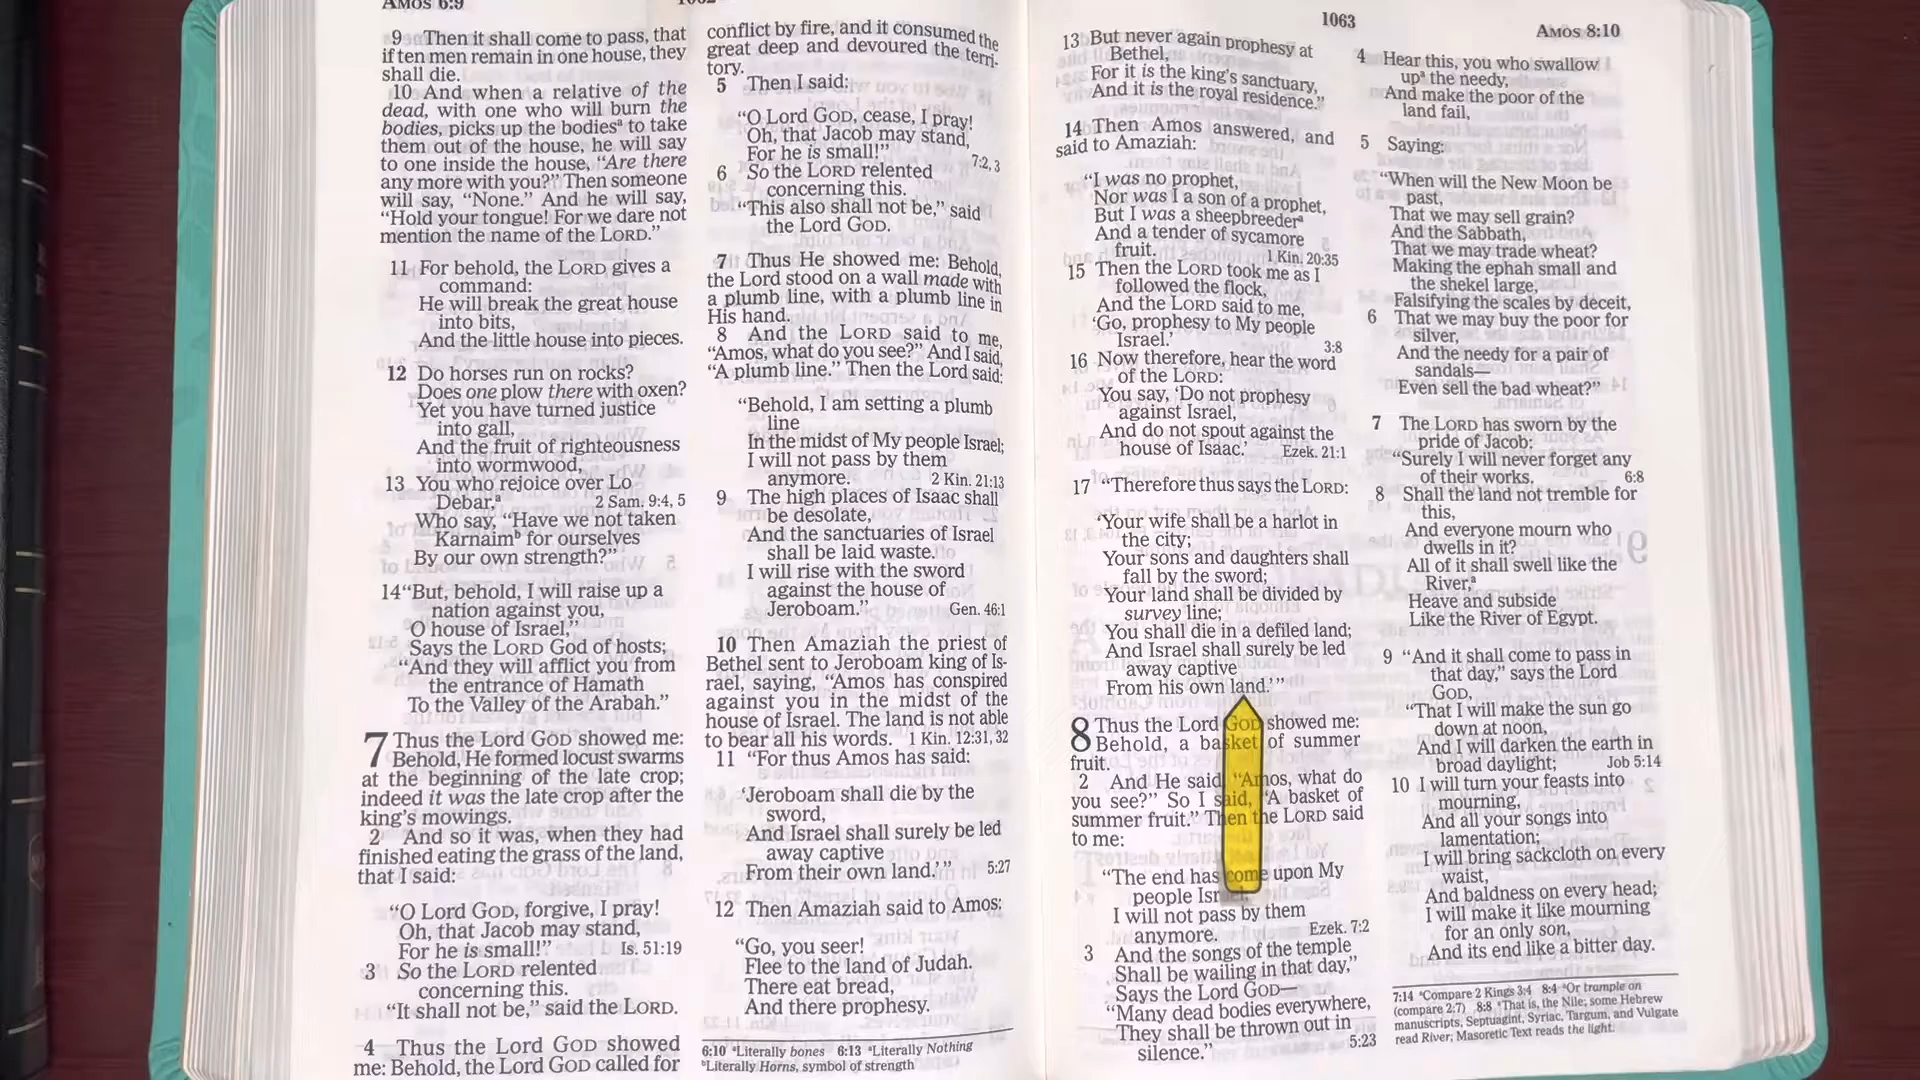 AMOS 6:9
9 Then it shall come to pass, that
if ten men remain in one house, they
shall die.
10 And when a relative of the
dead, with one who will burn the
bodies, picks up the bodiesª to take
them out of the house, he will say
to one inside the house, “Are there
any more with you?” Then someone
will say, “None.” And he will say,
“Hold your tongue! For we dare not
mention the name of the LORD.”
11 For behold, the LORD gives a
command:
He will break the great house
into bits,
And the little house into pieces.
12 Do horses run on rocks?
Does one plow there with oxen?
Yet you have turned justice
into gall,
And the fruit of righteousness
into wormwood,
13 You who rejoice over Lo
Debar,ª 2 Sam. 9:4, 5
Who say, “Have we not taken
Karnaimᵇ for ourselves
By our own strength?”
14 “But, behold, I will raise up a
nation against you,
O house of Israel,”
Says the LORD God of hosts;
“And they will afflict you from
the entrance of Hamath
To the Valley of the Arabah.”
7 Thus the Lord GOD showed me:
Behold, He formed locust swarms
at the beginning of the late crop;
indeed it was the late crop after the
king’s mowings.
2 And so it was, when they had
finished eating the grass of the land,
that I said:
“O Lord GOD, forgive, I pray!
Oh, that Jacob may stand,
For he is small!” Is. 51:19
3 So the LORD relented
concerning this.
“It shall not be,” said the LORD.
4 Thus the Lord GOD showed
me: Behold, the Lord GOD called for
conflict by fire, and it consumed the
great deep and devoured the terri-
tory.
5 Then I said:
“O Lord GOD, cease, I pray!
Oh, that Jacob may stand,
For he is small!” 7:2, 3
6 So the LORD relented
concerning this.
“This also shall not be,” said
the Lord GOD.
7 Thus He showed me: Behold,
the Lord stood on a wall made with
a plumb line, with a plumb line in
His hand.
8 And the LORD said to me,
“Amos, what do you see?” And I said,
“A plumb line.” Then the Lord said:
“Behold, I am setting a plumb
line
In the midst of My people Israel;
I will not pass by them
anymore. 2 Kin. 21:13
9 The high places of Isaac shall
be desolate,
And the sanctuaries of Israel
shall be laid waste.
I will rise with the sword
against the house of
Jeroboam.” Gen. 46:1
10 Then Amaziah the priest of
Bethel sent to Jeroboam king of Is-
rael, saying, “Amos has conspired
against you in the midst of the
house of Israel. The land is not able
to bear all his words. 1 Kin. 12:31, 32
11 “For thus Amos has said:
‘Jeroboam shall die by the
sword,
And Israel shall surely be led
away captive
From their own land.’ ” 5:27
12 Then Amaziah said to Amos:
“Go, you seer!
Flee to the land of Judah.
There eat bread,
And there prophesy.
6:10 ªLiterally bones 6:13 ªLiterally Nothing
ᵇLiterally Horns, symbol of strength
1063
AMOS 8:10
13 But never again prophesy at
Bethel,
For it is the king’s sanctuary,
And it is the royal residence.”
14 Then Amos answered, and
said to Amaziah:
“I was no prophet,
Nor was I a son of a prophet,
But I was a sheepbreederª
And a tender of sycamore
fruit. 1 Kin. 20:35
15 Then the LORD took me as I
followed the flock,
And the LORD said to me,
‘Go, prophesy to My people
Israel.’ 3:8
16 Now therefore, hear the word
of the LORD:
You say, ‘Do not prophesy
against Israel,
And do not spout against the
house of Isaac.’ Ezek. 21:1
17 “Therefore thus says the LORD:
‘Your wife shall be a harlot in
the city;
Your sons and daughters shall
fall by the sword;
Your land shall be divided by
survey line;
You shall die in a defiled land;
And Israel shall surely be led
away captive
From his own land.’ ”
8 Thus the Lord GOD showed me:
Behold, a basket of summer
fruit.
2 And He said, “Amos, what do
you see?” So I said, “A basket of
summer fruit.” Then the LORD said
to me:
“The end has come upon My
people Israel;
I will not pass by them
anymore. Ezek. 7:2
3 And the songs of the temple
Shall be wailing in that day,”
Says the Lord GOD—
“Many dead bodies everywhere,
They shall be thrown out in
silence.” 5:23
4 Hear this, you who swallow
upª the needy,
And make the poor of the
land fail,
5 Saying:
“When will the New Moon be
past,
That we may sell grain?
And the Sabbath,
That we may trade wheat?
Making the ephah small and
the shekel large,
Falsifying the scales by deceit,
6 That we may buy the poor for
silver,
And the needy for a pair of
sandals—
Even sell the bad wheat?”
7 The LORD has sworn by the
pride of Jacob:
“Surely I will never forget any
of their works. 6:8
8 Shall the land not tremble for
this,
And everyone mourn who
dwells in it?
All of it shall swell like the
River,ª
Heave and subside
Like the River of Egypt.
9 “And it shall come to pass in
that day,” says the Lord
GOD,
“That I will make the sun go
down at noon,
And I will darken the earth in
broad daylight; Job 5:14
10 I will turn your feasts into
mourning,
And all your songs into
lamentation;
I will bring sackcloth on every
waist,
And baldness on every head;
I will make it like mourning
for an only son,
And its end like a bitter day.
7:14 ªCompare 2 Kings 3:4 8:4 ªOr trample on
(compare 2:7) 8:8 ªThat is, the Nile; some Hebrew
manuscripts, Septuagint, Syriac, Targum, and Vulgate
read River; Masoretic Text reads the light.